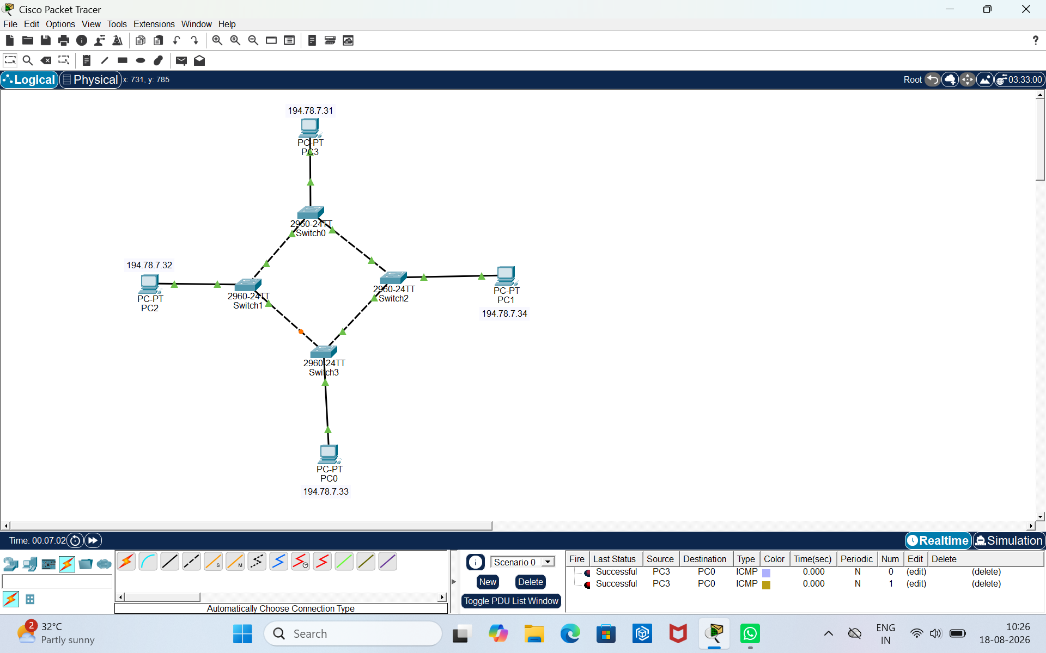 Cisco Packet Tracer
File Edit Options View Tools Extensions Window Help
?
Logical Physical x: 731, y: 785
Root 03:33:00
194.78.7.31
PC-PT
PC3
2960-24TT
Switch0
194.78.7.32
PC-PT
PC2
2960-24TT
Switch1
2960-24TT
Switch2
PC-PT
PC1
194.78.7.34
2960-24TT
Switch3
PC-PT
PC0
194.78.7.33
Time: 00:07:02
Realtime Simulation
Scenario 0
New Delete
Toggle PDU List Window
Automatically Choose Connection Type
Fire Last Status Source Destination Type Color Time(sec) Periodic Num Edit Delete
Successful PC3 PC0 ICMP 0.000 N 0 (edit) (delete)
Successful PC3 PC0 ICMP 0.000 N 1 (edit) (delete)
2
32°C
Partly sunny
Search
ENG
IN
10:26
18-08-2026